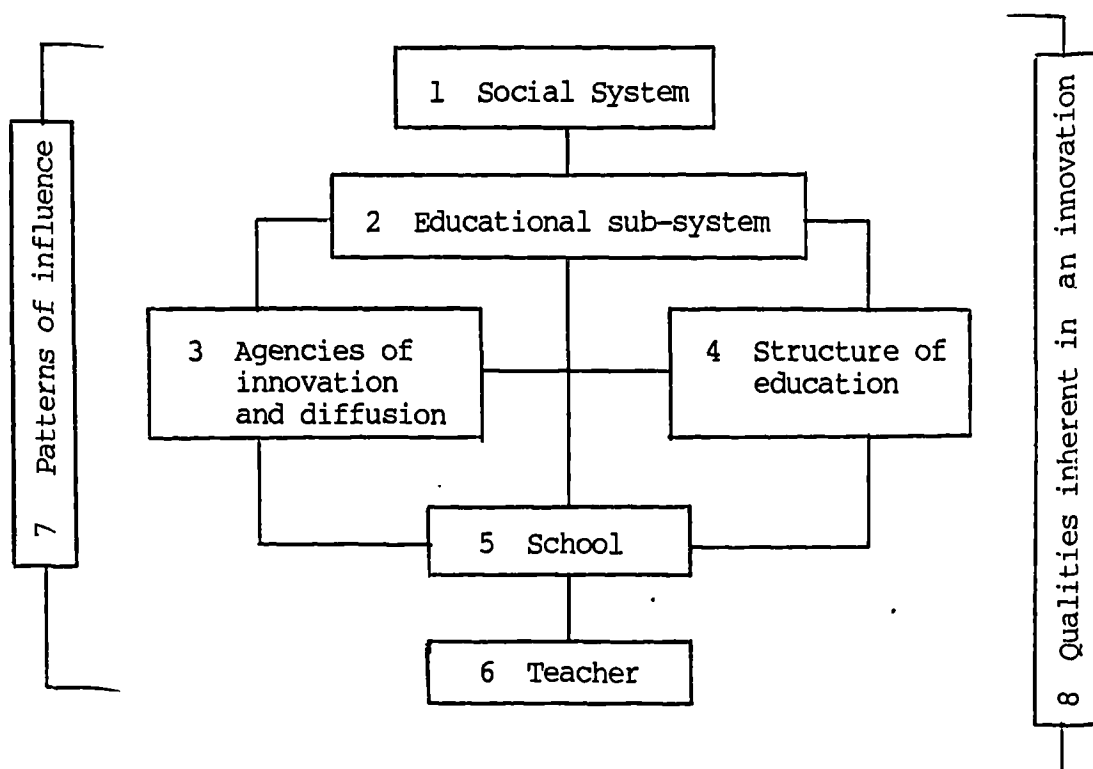 1 Social System
2 Educational sub-system
3 Agencies of
innovation
and diffusion
4 Structure of
education
5 School
6 Teacher
7 Patterns of influence
8 Qualities inherent in an innovation